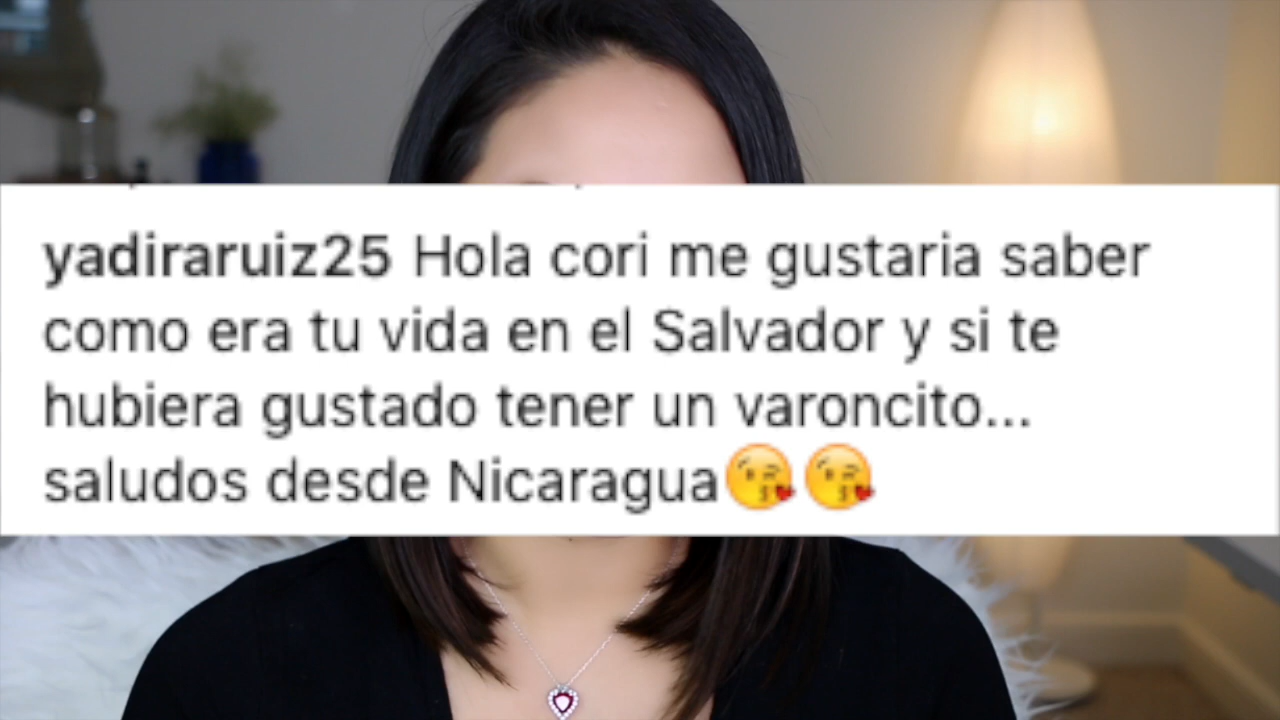 yadiraruiz25 Hola cori me gustaria saber
como era tu vida en el Salvador y si te
hubiera gustado tener un varoncito...
saludos desde Nicaragua😘😘